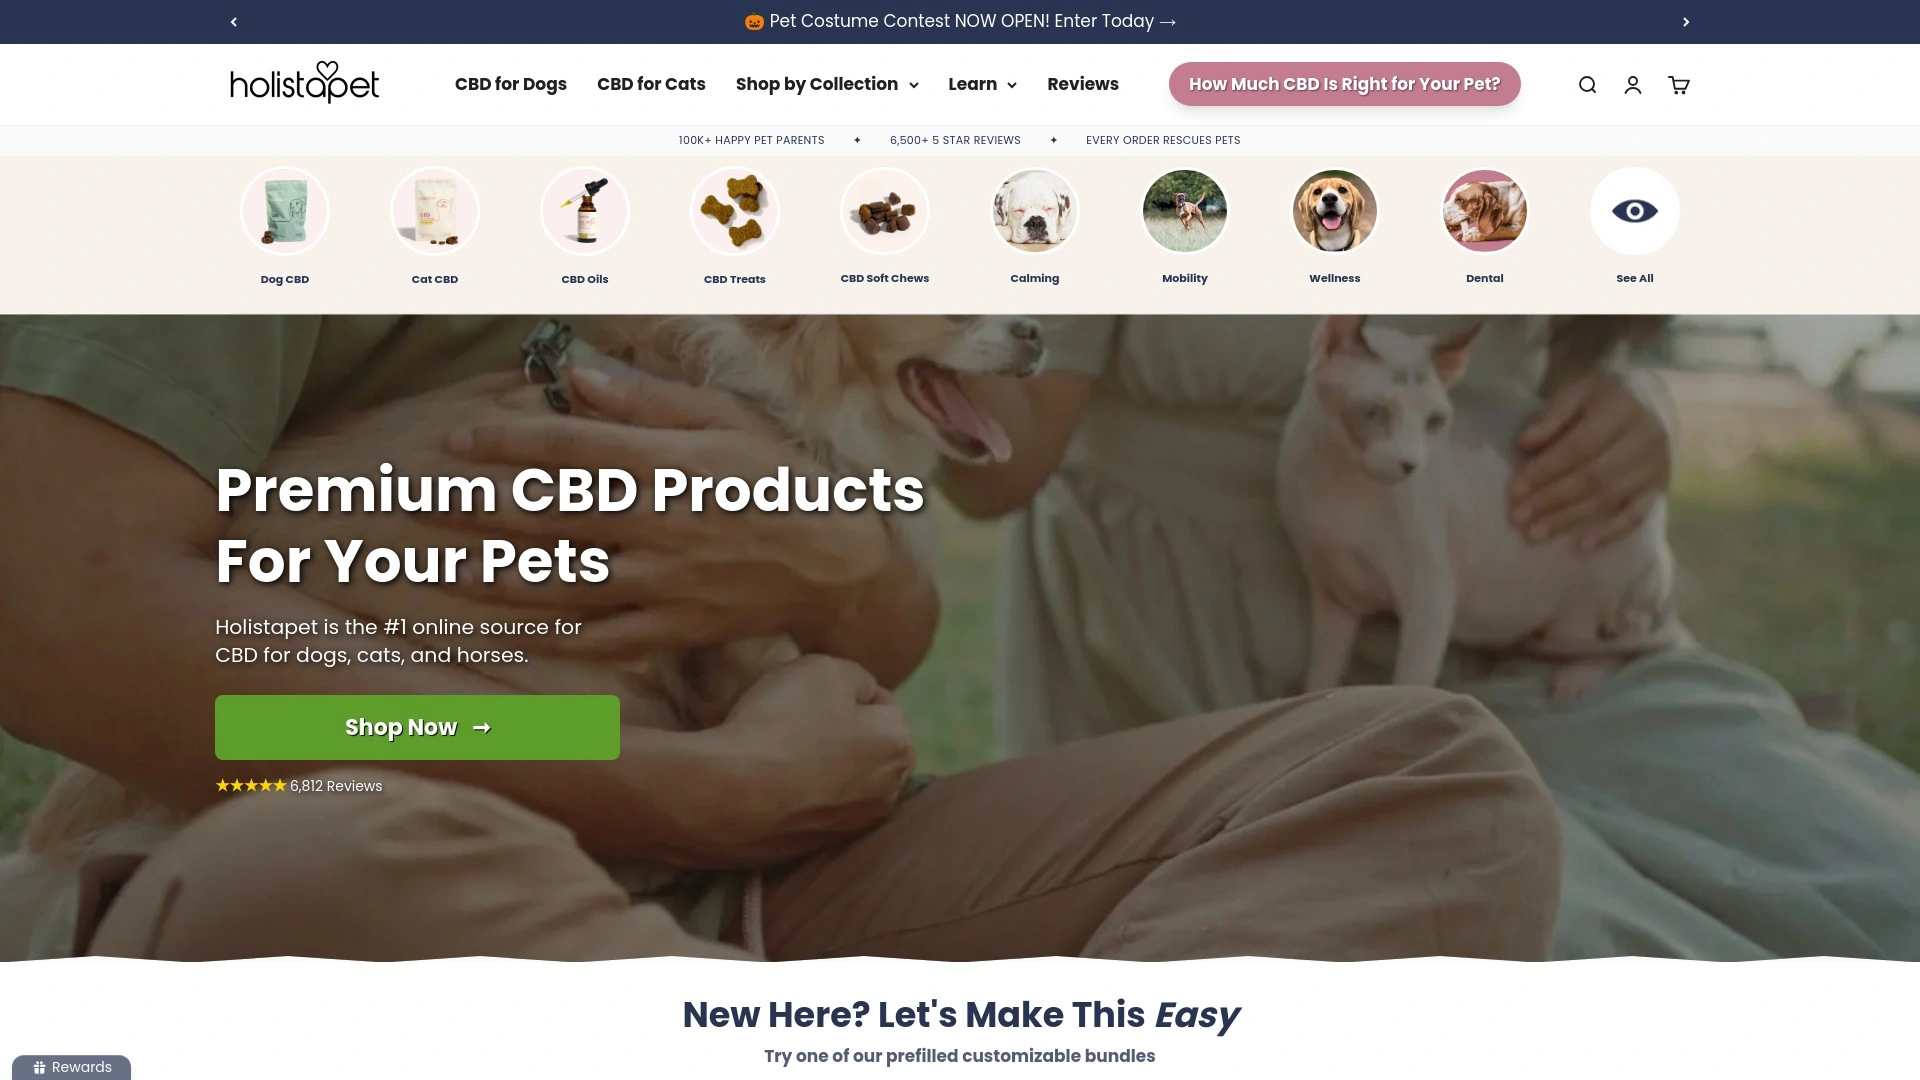 🎃 Pet Costume Contest NOW OPEN! Enter Today →
holistapet
CBD for Dogs
CBD for Cats
Shop by Collection
Learn
Reviews
How Much CBD Is Right for Your Pet?
100K+ HAPPY PET PARENTS ✦ 6,500+ 5 STAR REVIEWS ✦ EVERY ORDER RESCUES PETS
Dog CBD
Cat CBD
CBD Oils
CBD Treats
CBD Soft Chews
Calming
Mobility
Wellness
Dental
See All
Premium CBD Products
For Your Pets
Holistapet is the #1 online source for
CBD for dogs, cats, and horses.
Shop Now →
★★★★★ 6,812 Reviews
New Here? Let's Make This Easy
Try one of our prefilled customizable bundles
Rewards